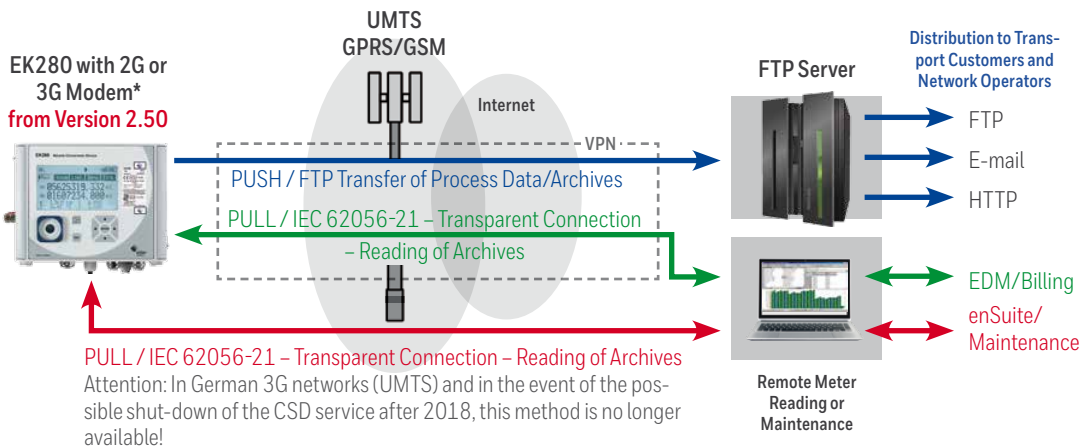 UMTS
GPRS/GSM
EK280 with 2G or
3G Modem*
from Version 2.50
Internet
FTP Server
Distribution to Trans-
port Customers and
Network Operators
VPN
FTP
E-mail
HTTP
EK280
PUSH / FTP Transfer of Process Data/Archives
PULL / IEC 62056-21 – Transparent Connection
– Reading of Archives
EDM/Billing
enSuite/
Maintenance
PULL / IEC 62056-21 – Transparent Connection – Reading of Archives
Attention: In German 3G networks (UMTS) and in the event of the pos-
sible shut-down of the CSD service after 2018, this method is no longer
available!
Remote Meter
Reading or
Maintenance